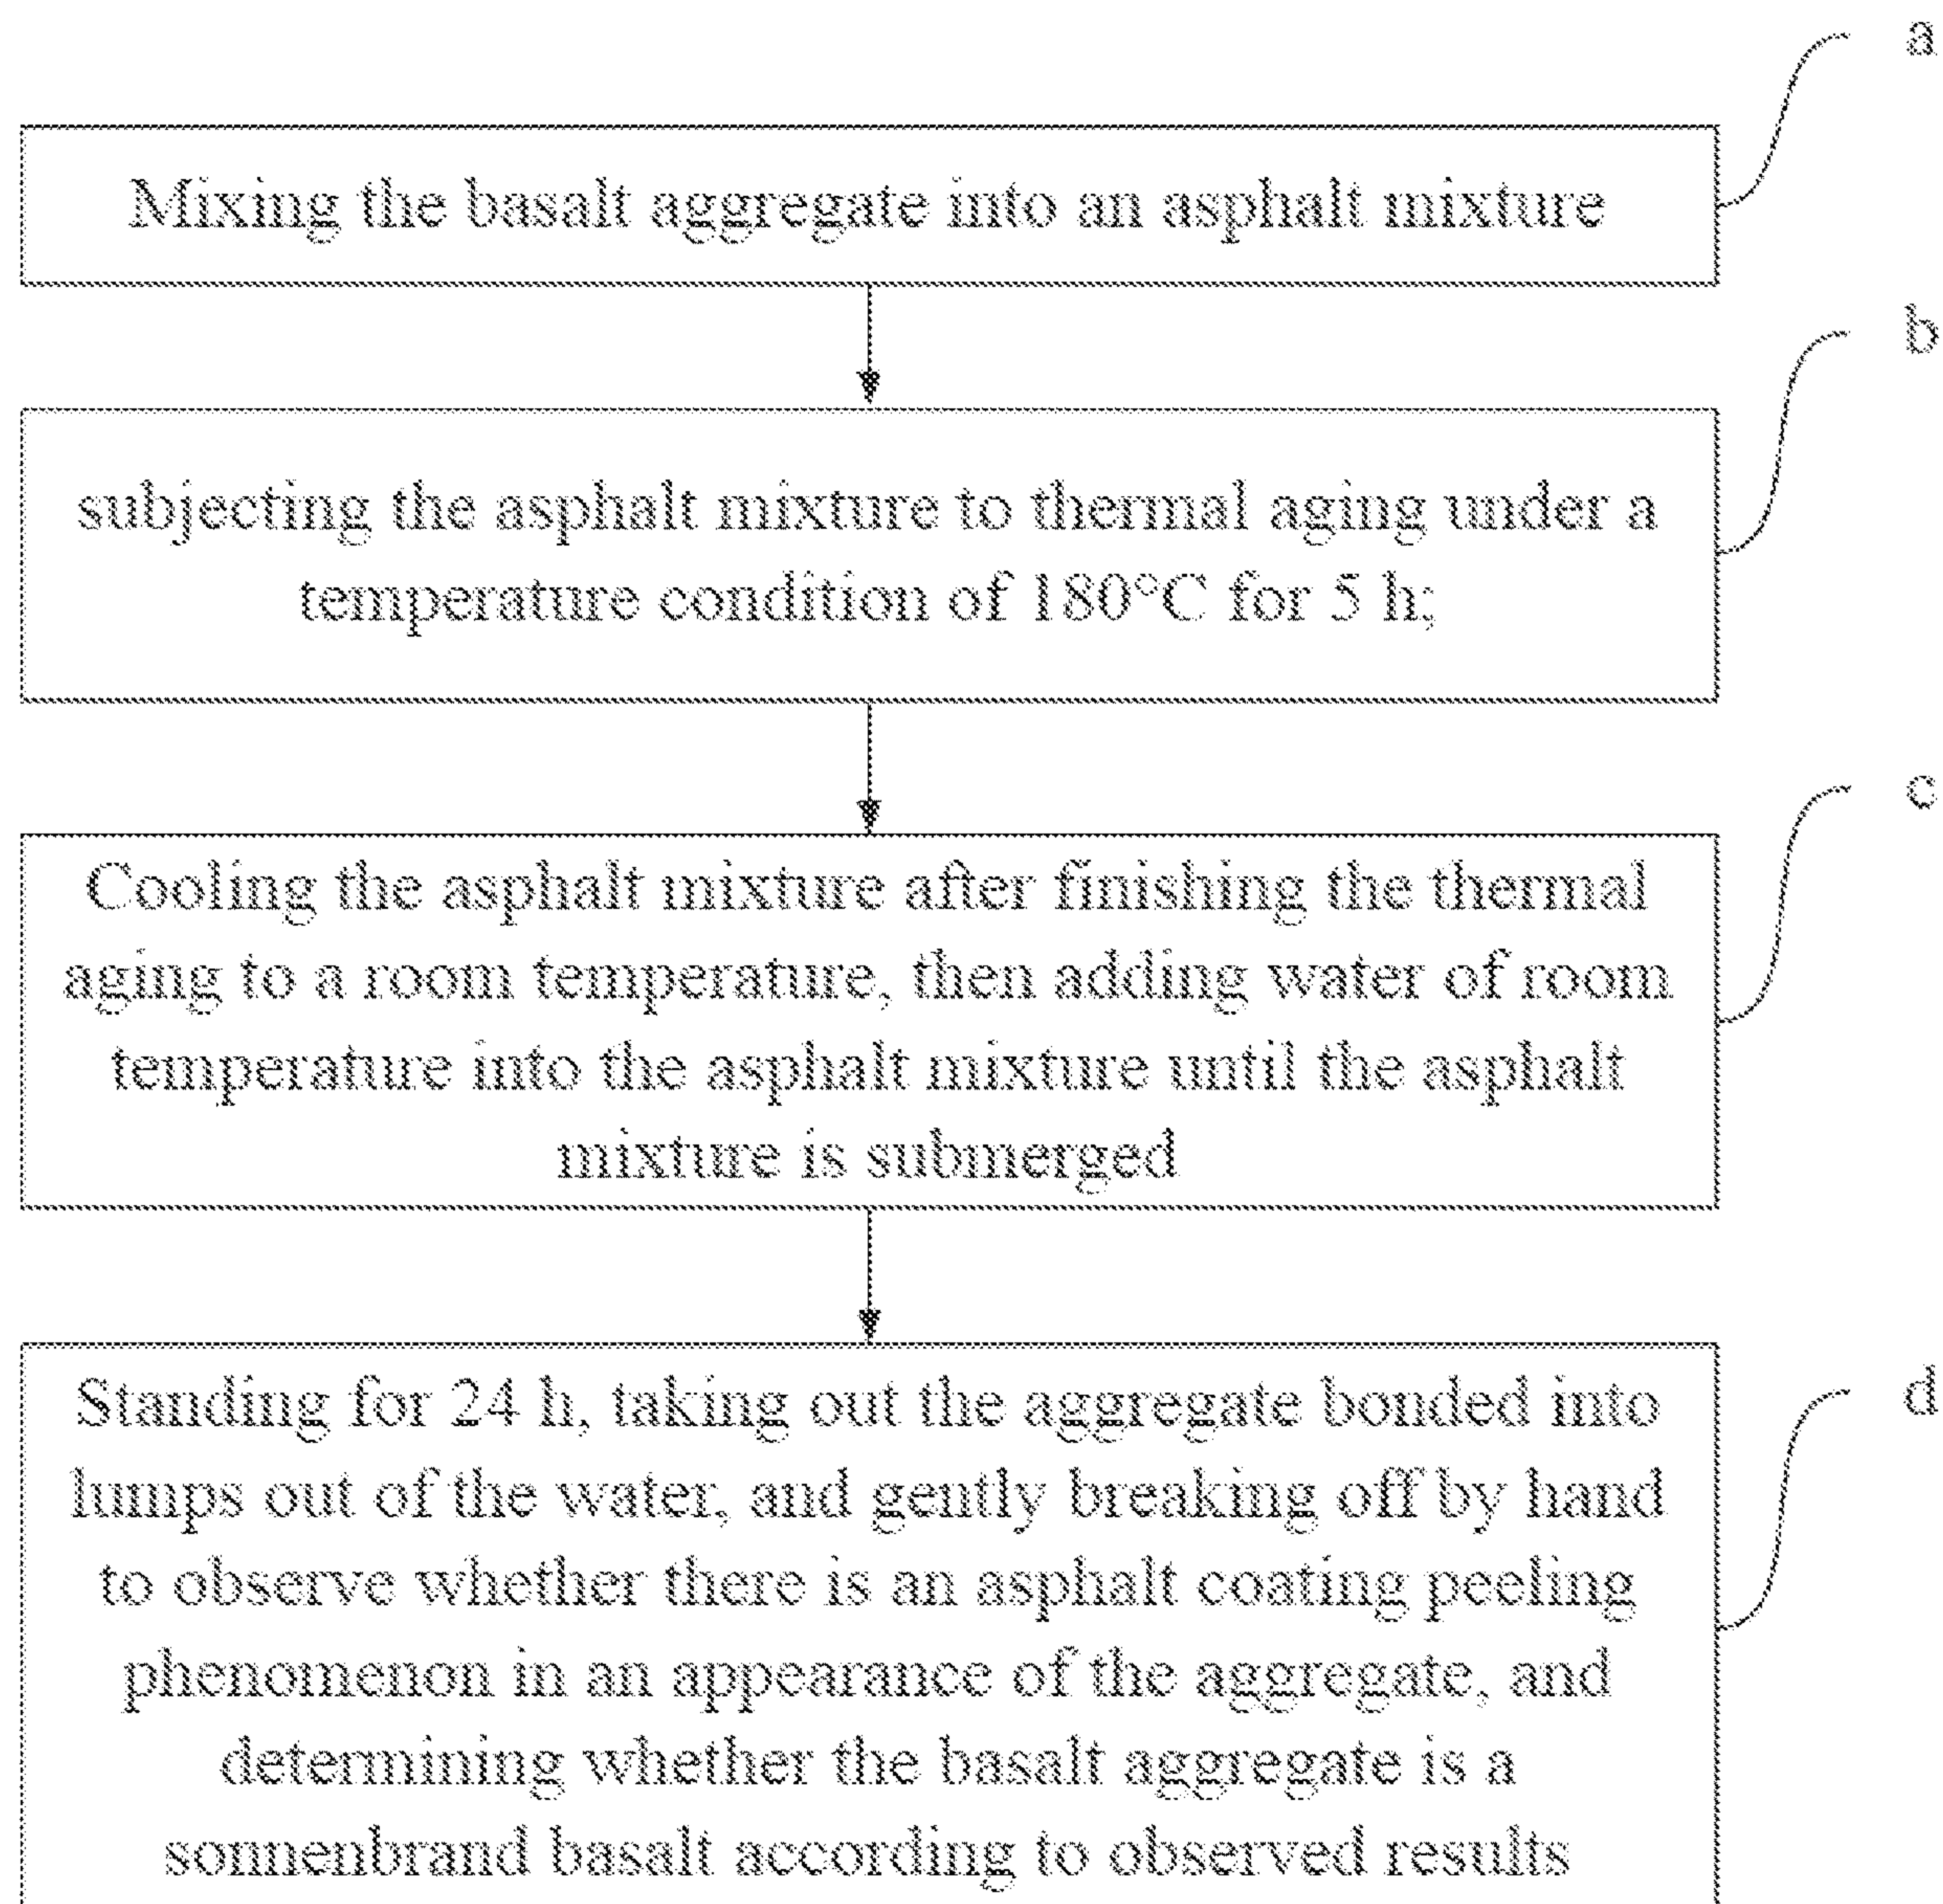 a
Mixing the basalt aggregate into an asphalt mixture
b
subjecting the asphalt mixture to thermal aging under a
temperature condition of 180°C for 5 h;
c
Cooling the asphalt mixture after finishing the thermal
aging to a room temperature, then adding water of room
temperature into the asphalt mixture until the asphalt
mixture is submerged
d
Standing for 24 h, taking out the aggregate bonded into
lumps out of the water, and gently breaking off by hand
to observe whether there is an asphalt coating peeling
phenomenon in an appearance of the aggregate, and
determining whether the basalt aggregate is a
sonnenbrand basalt according to observed results